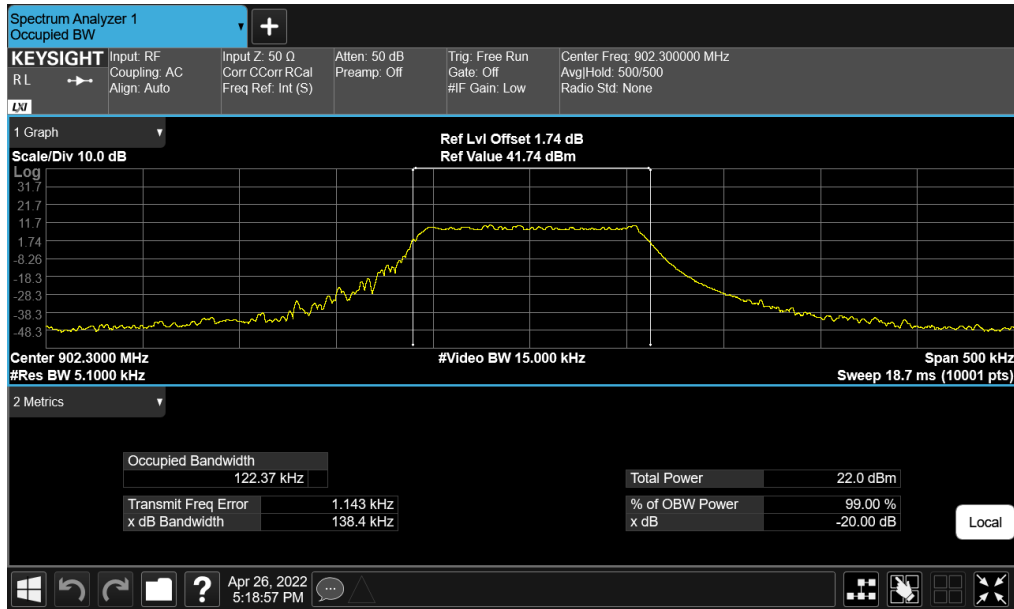 Spectrum Analyzer 1
Occupied BW
+
KEYSIGHT
R L
LXI
Input: RF
Coupling: AC
Align: Auto
Input Z: 50 Ω
Corr CCorr RCal
Freq Ref: Int (S)
Atten: 50 dB
Preamp: Off
Trig: Free Run
Gate: Off
#IF Gain: Low
Center Freq: 902.300000 MHz
Avg|Hold: 500/500
Radio Std: None
1 Graph
Scale/Div 10.0 dB
Ref Lvl Offset 1.74 dB
Ref Value 41.74 dBm
Log
31.7
21.7
11.7
1.74
-8.26
-18.3
-28.3
-38.3
-48.3
Center 902.3000 MHz
#Video BW 15.000 kHz
Span 500 kHz
#Res BW 5.1000 kHz
Sweep 18.7 ms (10001 pts)
2 Metrics
Occupied Bandwidth
122.37 kHz
Transmit Freq Error 1.143 kHz
x dB Bandwidth 138.4 kHz
Total Power 22.0 dBm
% of OBW Power 99.00 %
x dB -20.00 dB
Local
?
Apr 26, 2022
5:18:57 PM